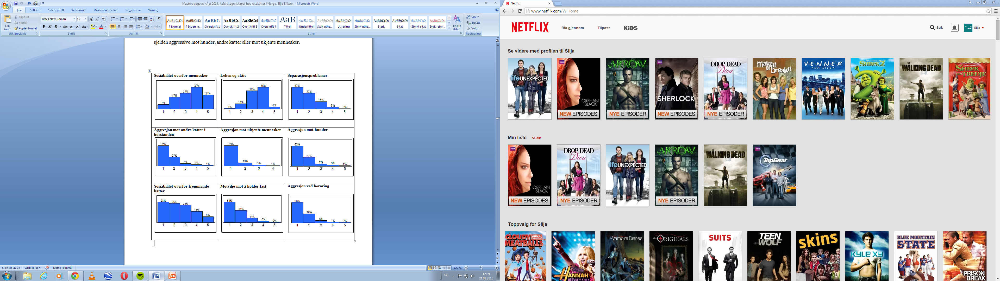 Masteroppgave hÃ¸st 2014, Atferdsegenskaper hos rasekatter i Norge, Silja Eriksen - Microsoft Word
Hjem Sett inn Sideoppsett Referanser Masseutsendelser Se gjennom Visning
Lim inn
Klipp ut
Kopier
Kopier format
Utklippstavle
Times New Roman 12
Skrift
Avsnitt
AaBbCcDc AaBbCcDc AaBbC AaBbCc AaBbCc] AaBbCcD AaB AaBbCc. AaBbCcDc AaBbCcDc AaBbCcDc AaBbCcDc AaBbCcDc AaBbCcDc AaBbCcDc
¶ Normal ¶ Ingen m... Overskrift 1 Overskrift 2 Overskrift 3 Overskrift 4 Tittel Undertittel Svak uthe... Utheving Sterk uthe... Sterk Sitat Sterkt sitat Svak refer...
Endre stiler
Stiler
Søk
Erstatt
Velg
Redigering
sjelden aggressive mot hunder, andre katter eller mot ukjente mennesker.
Sosiabilitet overfor mennesker
7% 17% 23% 32% 21%
1 2 3 4 5
Leken og aktiv
1% 11% 39% 46% 4%
1 2 3 4 5
Separasjonsproblemer
47% 33% 16% 3% 0%
1 2 3 4 5
Aggresjon mot andre katter i
husstanden
62% 27% 7% 3% 1%
1 2 3 4 5
Aggresjon mot ukjente mennesker
83% 13% 3% 1%
1 2 3 4
Aggresjon mot hunder
62% 27% 7% 3% 1%
1 2 3 4 5
Sosiabilitet overfor fremmende
katter
28% 26% 23% 16% 8%
1 2 3 4 5
Motvilje mot å holdes fast
54% 31% 11% 3% 0%
1 2 3 4 5
Aggresjon ved berøring
66% 28% 6% 1% 0%
1 2 3 4 5
Side: 33 av 92 Ord: 26 587 Norsk (bokmål)
120 %
NO
12:39
24.01.2015
Netflix
www.netflix.com/WiHome
NETFLIX Bla gjennom Tilpass KiDS
Søk Silja
Se videre med profilen til Silja
life UNEXPECTED
BBC
ORPHAN
BLACK
NEW EPISODES
ARROW
NYE EPISODER
BBC
SHERLOCK
NEW EPISODES
DROP DEAD
Diva
NYE EPISODER
make it
or break it
VENNER
FOR LIVET
SHREK 2
THE
WALKING DEAD
SHREK
DEN TREDJE
Min liste Se alle
BBC
ORPHAN
BLACK
NEW EPISODES
DROP DEAD
Diva
NYE EPISODER
life UNEXPECTED
ARROW
NYE EPISODER
THE
WALKING DEAD
BBC
TopGear
Toppvalg for Silja
CLOUDY with a chance of
MEATBALLS
Disney
HANNAH
MONTANA
the Vampire Diaries
the ORIGINALS
SUITS
TEEN
WOLF
skins
KYLE XY
BLUE MOUNTAIN
STATE
PRISON
BREAK